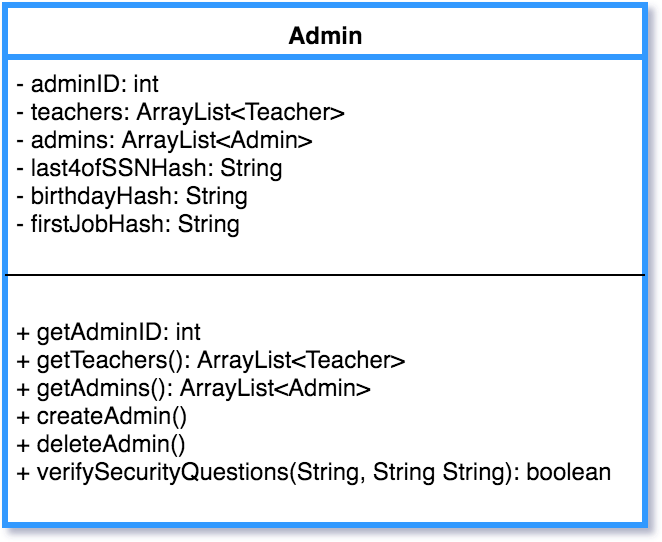 Admin
- adminID: int
- teachers: ArrayList<Teacher>
- admins: ArrayList<Admin>
- last4ofSSNHash: String
- birthdayHash: String
- firstJobHash: String
+ getAdminID: int
+ getTeachers(): ArrayList<Teacher>
+ getAdmins(): ArrayList<Admin>
+ createAdmin()
+ deleteAdmin()
+ verifySecurityQuestions(String, String String): boolean